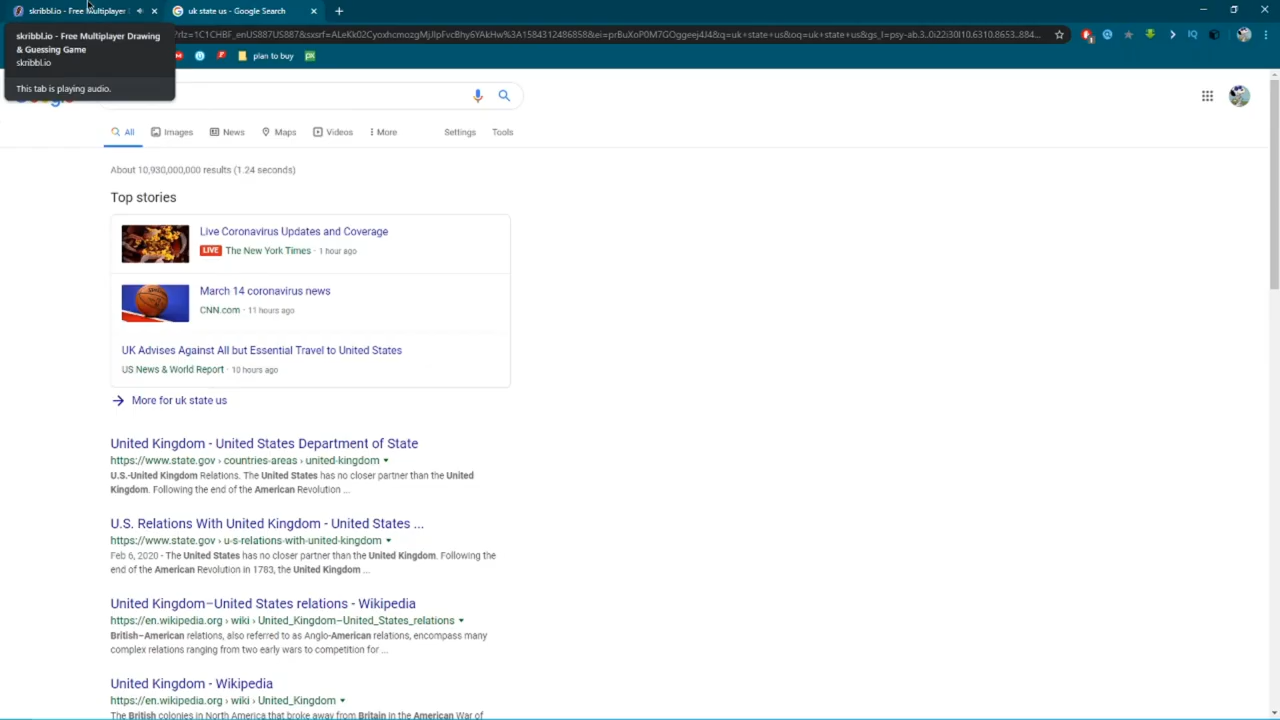 skribbl.io - Free Multiplayer
uk state us - Google Search
skribbl.io - Free Multiplayer Drawing
& Guessing Game
skribbl.io
This tab is playing audio.
plan to buy
All
Images
News
Maps
Videos
More
Settings
Tools
About 10,930,000,000 results (1.24 seconds)
Top stories
Live Coronavirus Updates and Coverage
LIVE The New York Times · 1 hour ago
March 14 coronavirus news
CNN.com · 11 hours ago
UK Advises Against All but Essential Travel to United States
US News & World Report · 10 hours ago
More for uk state us
United Kingdom - United States Department of State
https://www.state.gov › countries-areas › united-kingdom
U.S.-United Kingdom Relations. The United States has no closer partner than the United
Kingdom. Following the end of the American Revolution ...
U.S. Relations With United Kingdom - United States ...
https://www.state.gov › u-s-relations-with-united-kingdom
Feb 6, 2020 - The United States has no closer partner than the United Kingdom. Following the
end of the American Revolution in 1783, the United Kingdom ...
United Kingdom–United States relations - Wikipedia
https://en.wikipedia.org › wiki › United_Kingdom–United_States_relations
British–American relations, also referred to as Anglo-American relations, encompass many
complex relations ranging from two early wars to competition for ...
United Kingdom - Wikipedia
https://en.wikipedia.org › wiki › United_Kingdom
The British colonies in North America that broke away from Britain in the American War of